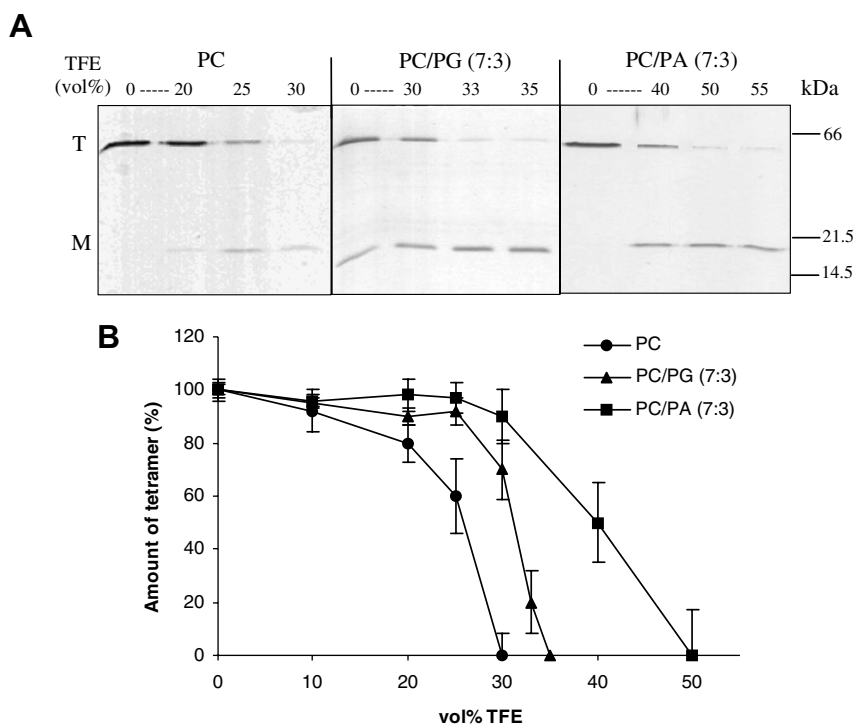 A
TFE (vol%)
PC
PC/PG (7:3)
PC/PA (7:3)
0 ----- 20 25 30
0 ----- 30 33 35
0 ------ 40 50 55
kDa
T
66
M
21.5
14.5
B
120
100
80
60
40
20
0
Amount of tetramer (%)
PC
PC/PG (7:3)
PC/PA (7:3)
0 10 20 30 40 50
vol% TFE